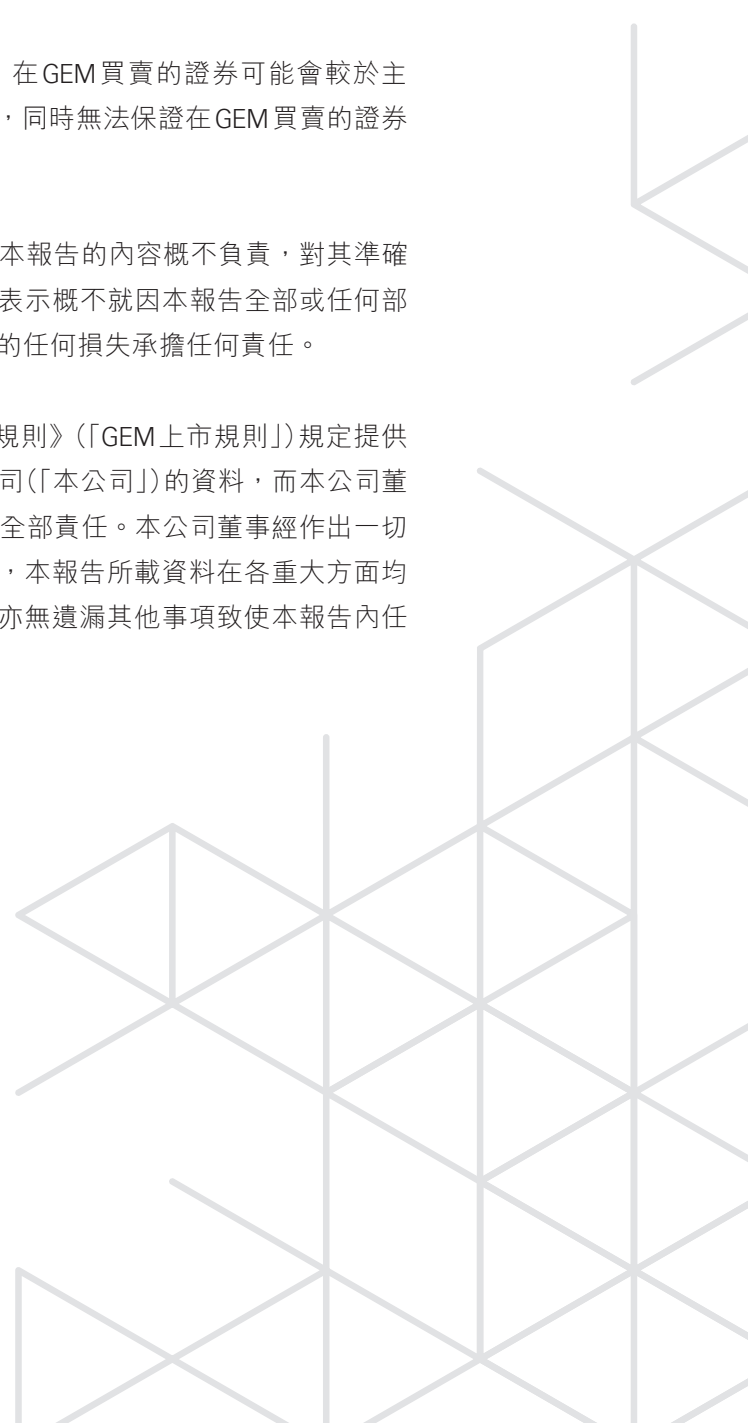 在GEM買賣的證券可能會較於主
，同時無法保證在GEM買賣的證券
本報告的內容概不負責，對其準確
表示概不就因本報告全部或任何部
的任何損失承擔任何責任。
規則》(「GEM上市規則」)規定提供
司(「本公司」)的資料，而本公司董
全部責任。本公司董事經作出一切
，本報告所載資料在各重大方面均
亦無遺漏其他事項致使本報告內任